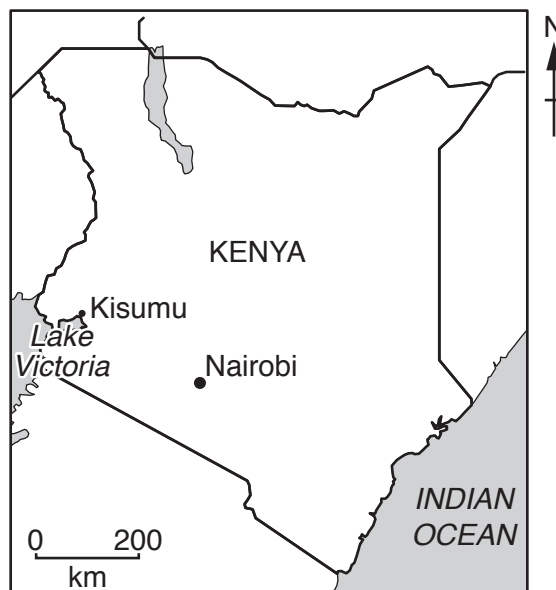 N
KENYA
Kisumu
Lake
Victoria
Nairobi
INDIAN
OCEAN
0 200
km